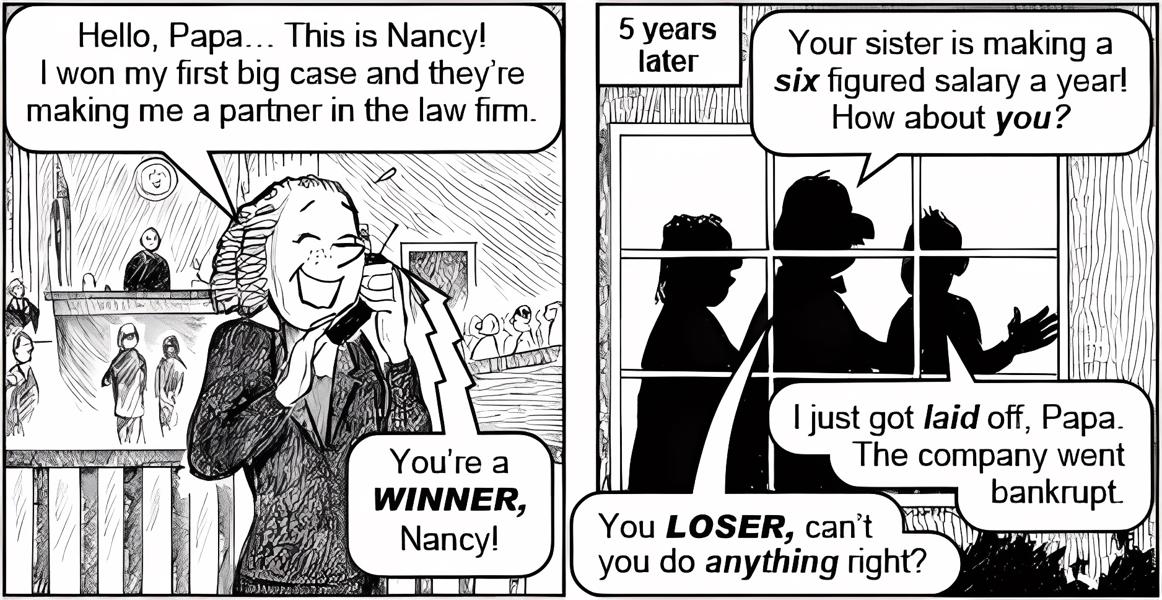 Hello, Papa... This is Nancy!
I won my first big case and they're
making me a partner in the law firm.
You're a
WINNER,
Nancy!
5 years
later
Your sister is making a
six figured salary a year!
How about you?
I just got laid off, Papa.
The company went
bankrupt.
You LOSER, can't
you do anything right?